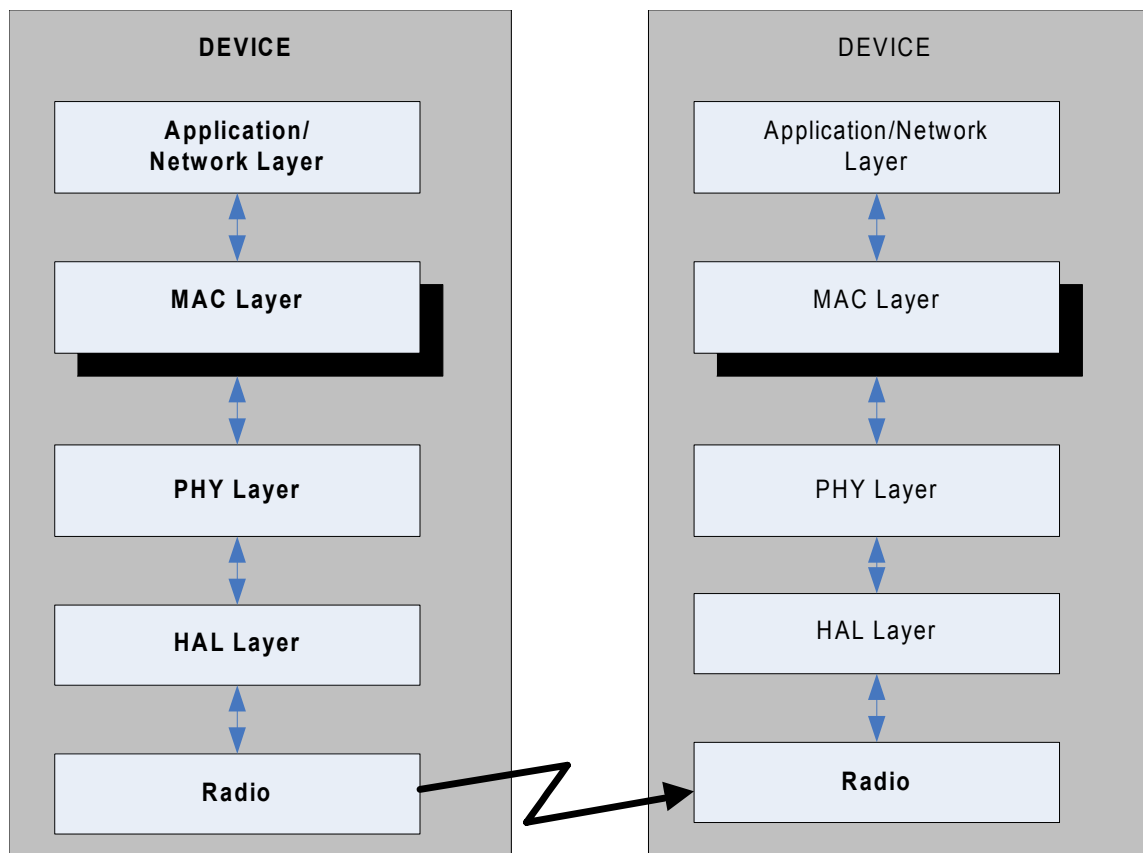 DEVICE
Application/
Network Layer
MAC Layer
PHY Layer
HAL Layer
Radio
DEVICE
Application/Network
Layer
MAC Layer
PHY Layer
HAL Layer
Radio